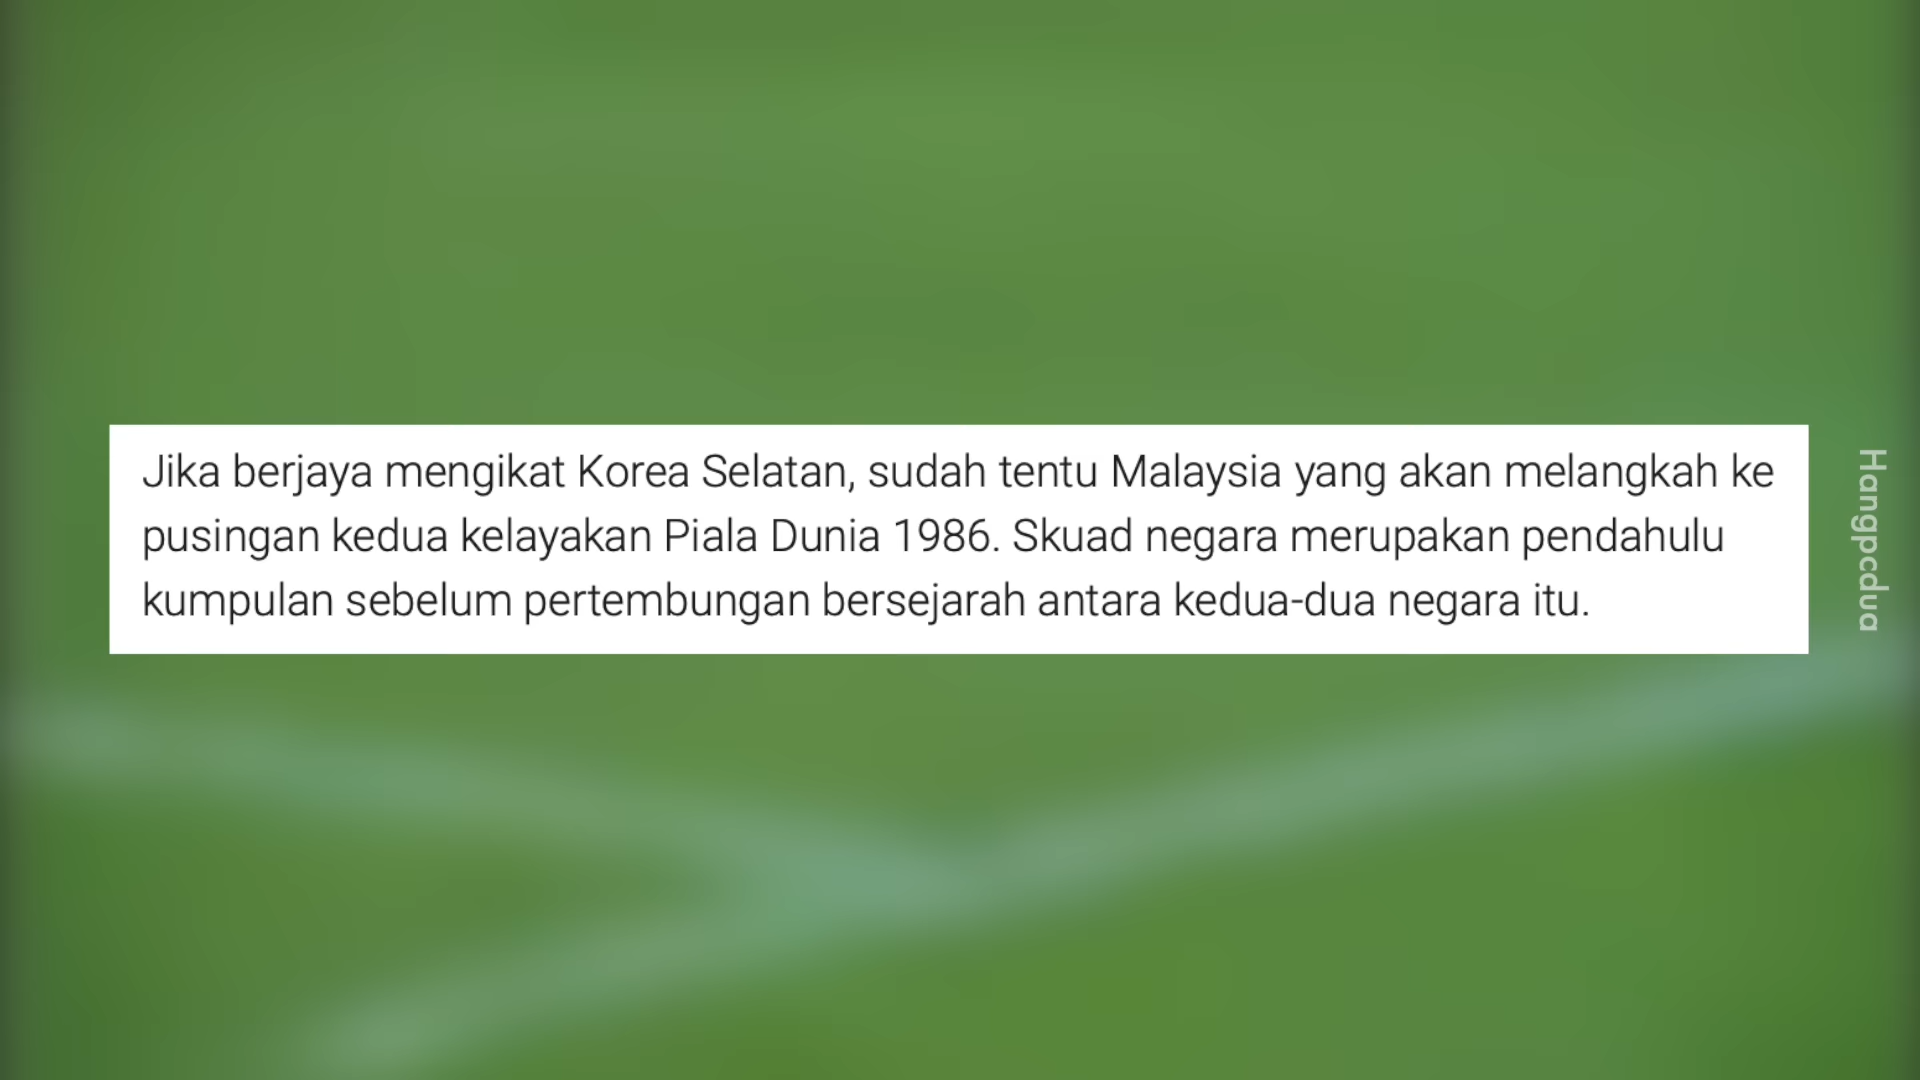 Jika berjaya mengikat Korea Selatan, sudah tentu Malaysia yang akan melangkah ke
pusingan kedua kelayakan Piala Dunia 1986. Skuad negara merupakan pendahulu
kumpulan sebelum pertembungan bersejarah antara kedua-dua negara itu.
Hangpcdua